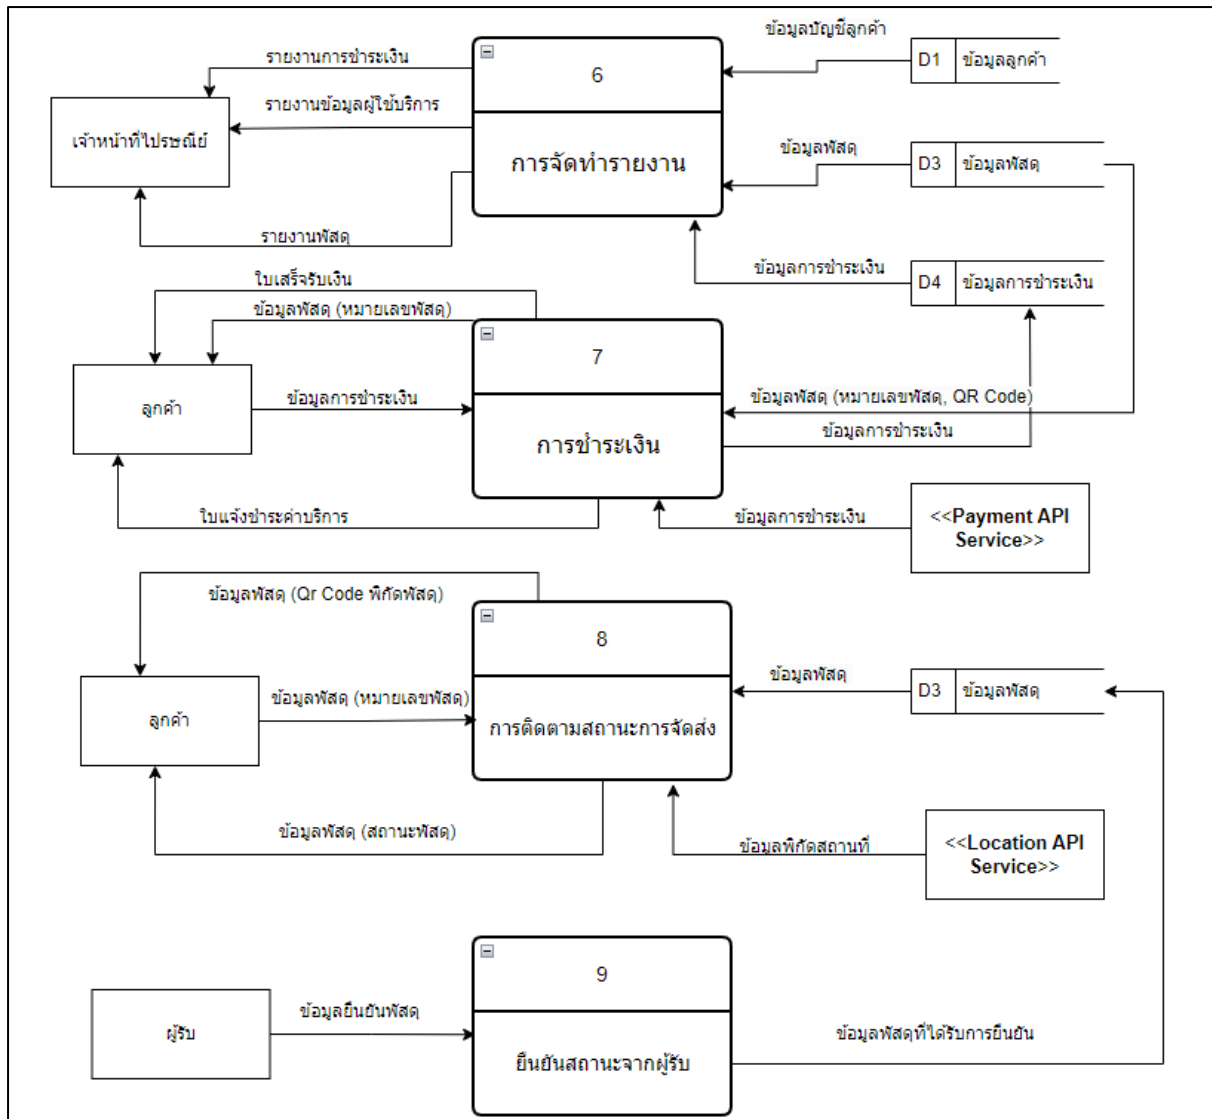 ข้อมูลบัญชีลูกค้า
รายงานการชำระเงิน
6
D1 ข้อมูลลูกค้า
รายงานข้อมูลผู้ใช้บริการ
เจ้าหน้าที่ไปรษณีย์
การจัดทำรายงาน
ข้อมูลพัสดุ
D3 ข้อมูลพัสดุ
รายงานพัสดุ
ข้อมูลการชำระเงิน
D4 ข้อมูลการชำระเงิน
ใบเสร็จรับเงิน
ข้อมูลพัสดุ (หมายเลขพัสดุ)
7
ลูกค้า
ข้อมูลการชำระเงิน
การชำระเงิน
ข้อมูลพัสดุ (หมายเลขพัสดุ, QR Code)
ข้อมูลการชำระเงิน
ใบแจ้งชำระค่าบริการ
ข้อมูลการชำระเงิน
<<Payment API
Service>>
ข้อมูลพัสดุ (Qr Code พิกัดพัสดุ)
8
ข้อมูลพัสดุ
D3 ข้อมูลพัสดุ
ลูกค้า
ข้อมูลพัสดุ (หมายเลขพัสดุ)
การติดตามสถานะการจัดส่ง
ข้อมูลพัสดุ (สถานะพัสดุ)
ข้อมูลพิกัดสถานที่
<<Location API
Service>>
9
ผู้รับ
ข้อมูลยืนยันพัสดุ
ยืนยันสถานะจากผู้รับ
ข้อมูลพัสดุที่ได้รับการยืนยัน